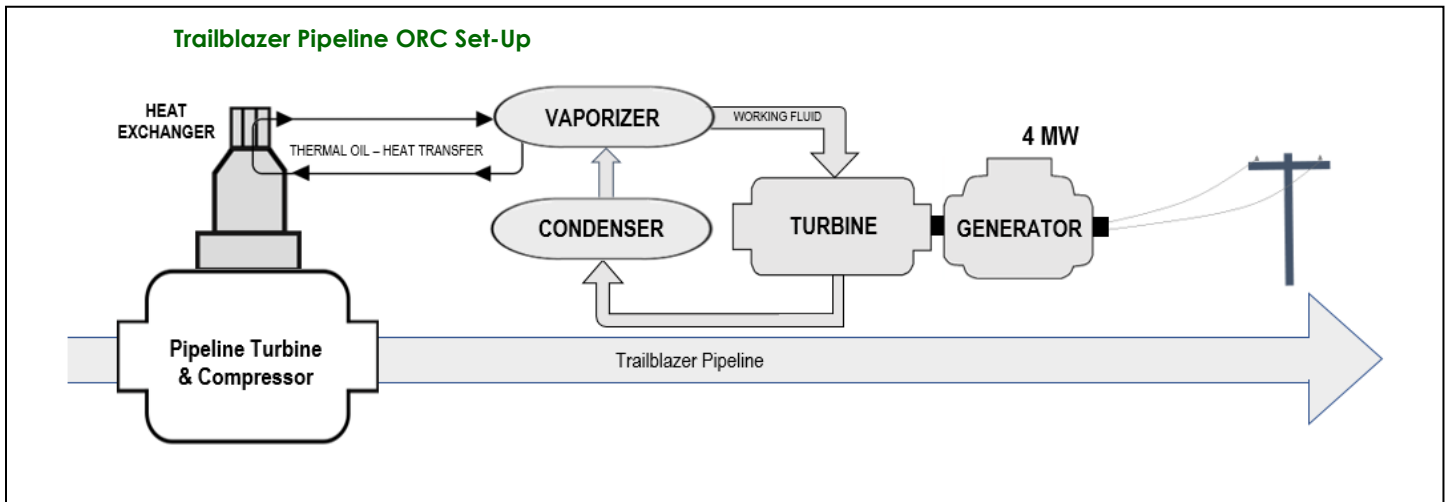 Trailblazer Pipeline ORC Set-Up
HEAT
EXCHANGER
VAPORIZER
WORKING FLUID
4 MW
THERMAL OIL – HEAT TRANSFER
CONDENSER
TURBINE
GENERATOR
Pipeline Turbine
& Compressor
Trailblazer Pipeline